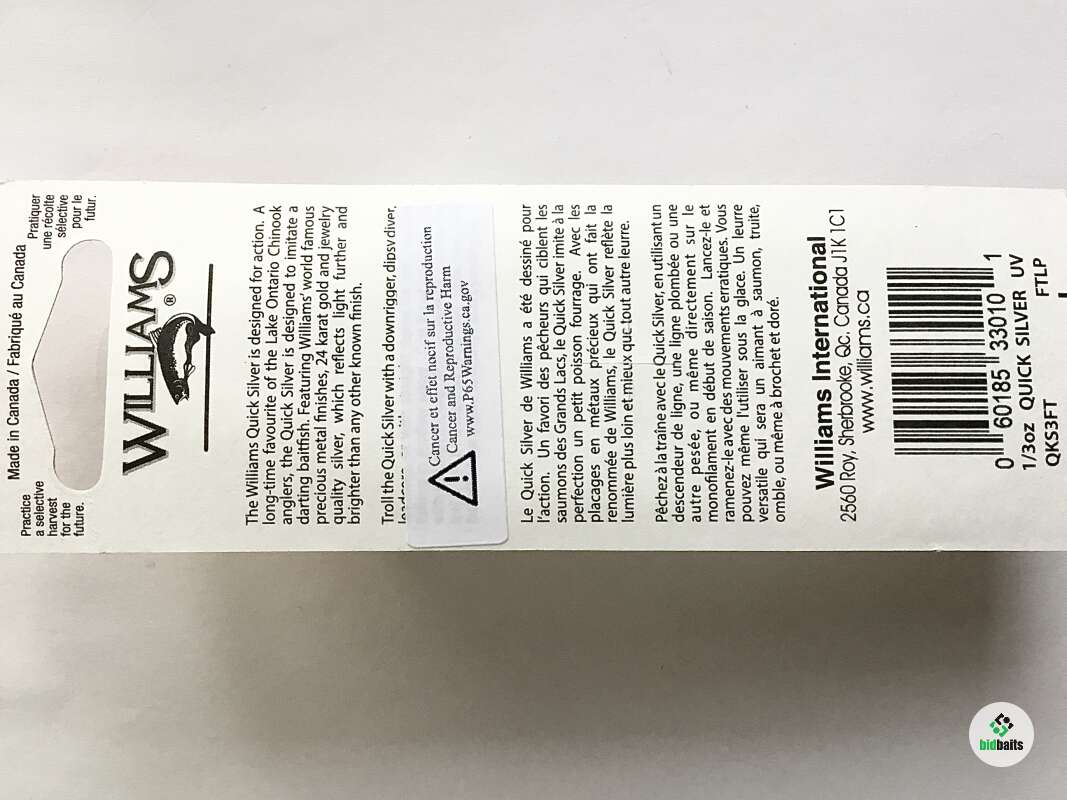 Made in Canada / Fabriqué au Canada
Practice
a selective
harvest
for the
future.
Pratiquer
une récolte
sélective
pour le
futur.
WILLIAMS®
The Williams Quick Silver is designed for action. A
long-time favourite of the Lake Ontario Chinook
anglers, the Quick Silver is designed to imitate a
darting baitfish. Featuring Williams' world famous
precious metal finishes, 24 karat gold and jewelry
quality silver, which reflects light further and
brighter than any other known finish.
Troll the Quick Silver with a downrigger, dipsy diver,
Cancer et effet nocif sur la reproduction
Cancer and Reproductive Harm
www.P65Warnings.ca.gov
Le Quick Silver de Williams a été dessiné pour
l'action. Un favori des pêcheurs qui ciblent les
saumons des Grands Lacs, le Quick Silver imite à la
perfection un petit poisson fourrage. Avec les
placages en métaux précieux qui ont fait la
renommée de Williams, le Quick Silver reflète la
lumière plus loin et mieux que tout autre leurre.
Pêchez à la traîne avec le Quick Silver, en utilisant un
descendeur de ligne, une ligne plombée ou une
autre pesée, ou même directement sur le
monofilament en début de saison. Lancez-le et
ramenez-le avec des mouvements erratiques. Vous
pouvez même l'utiliser sous la glace. Un leurre
versatile qui sera un aimant à saumon, truite,
omble, ou même à brochet et doré.
Williams International
2560 Roy, Sherbrooke, Qc. Canada J1K 1C1
www.williams.ca
0 60185 33010 1
1/3oz QUICK SILVER UV
QKS3FT FTLP
bidbaits